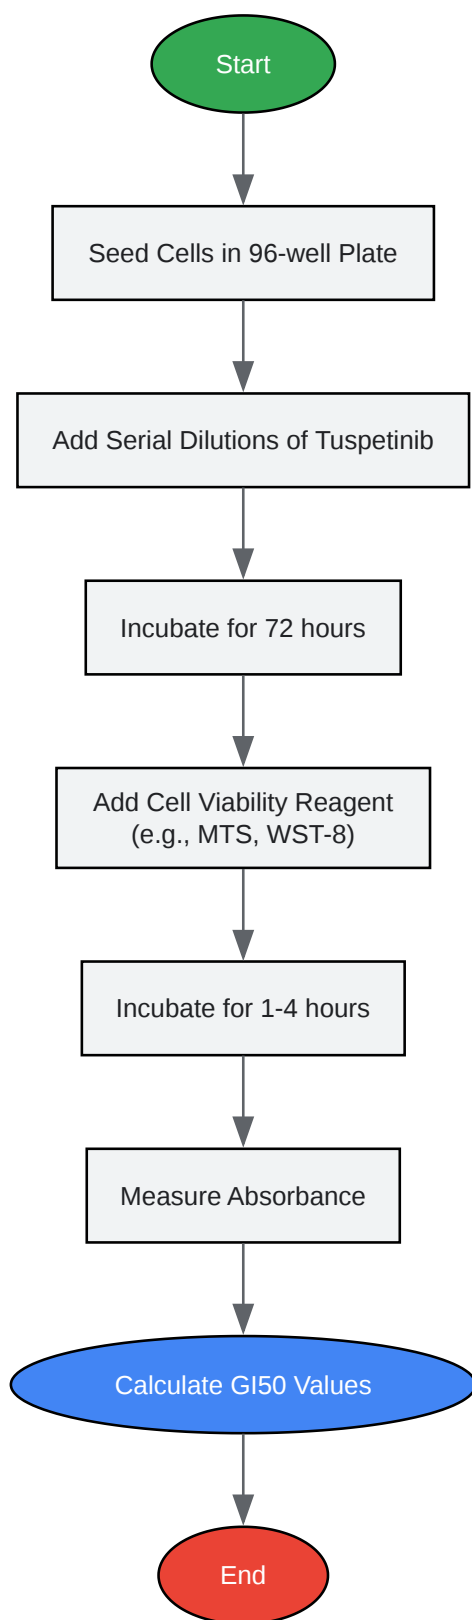 Start
Seed Cells in 96-well Plate
Add Serial Dilutions of Tuspetinib
Incubate for 72 hours
Add Cell Viability Reagent
(e.g., MTS, WST-8)
Incubate for 1-4 hours
Measure Absorbance
Calculate GI50 Values
End